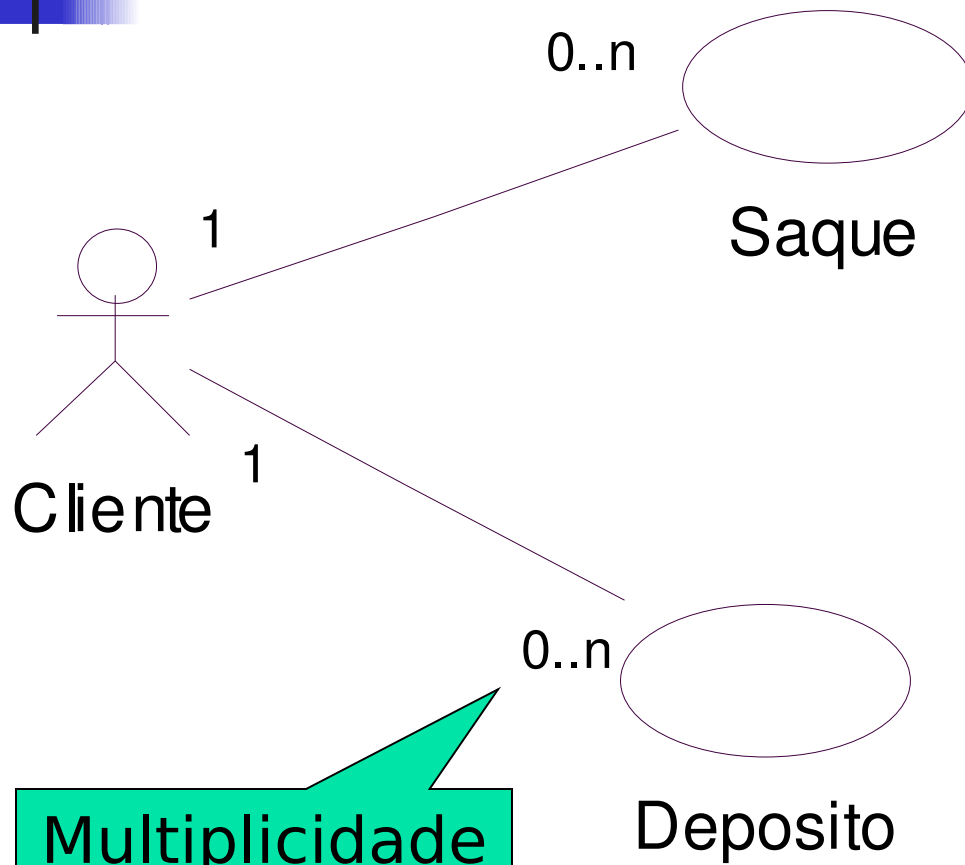 0..n
Saque
1
Cliente
1
0..n
Deposito
Multiplicidade